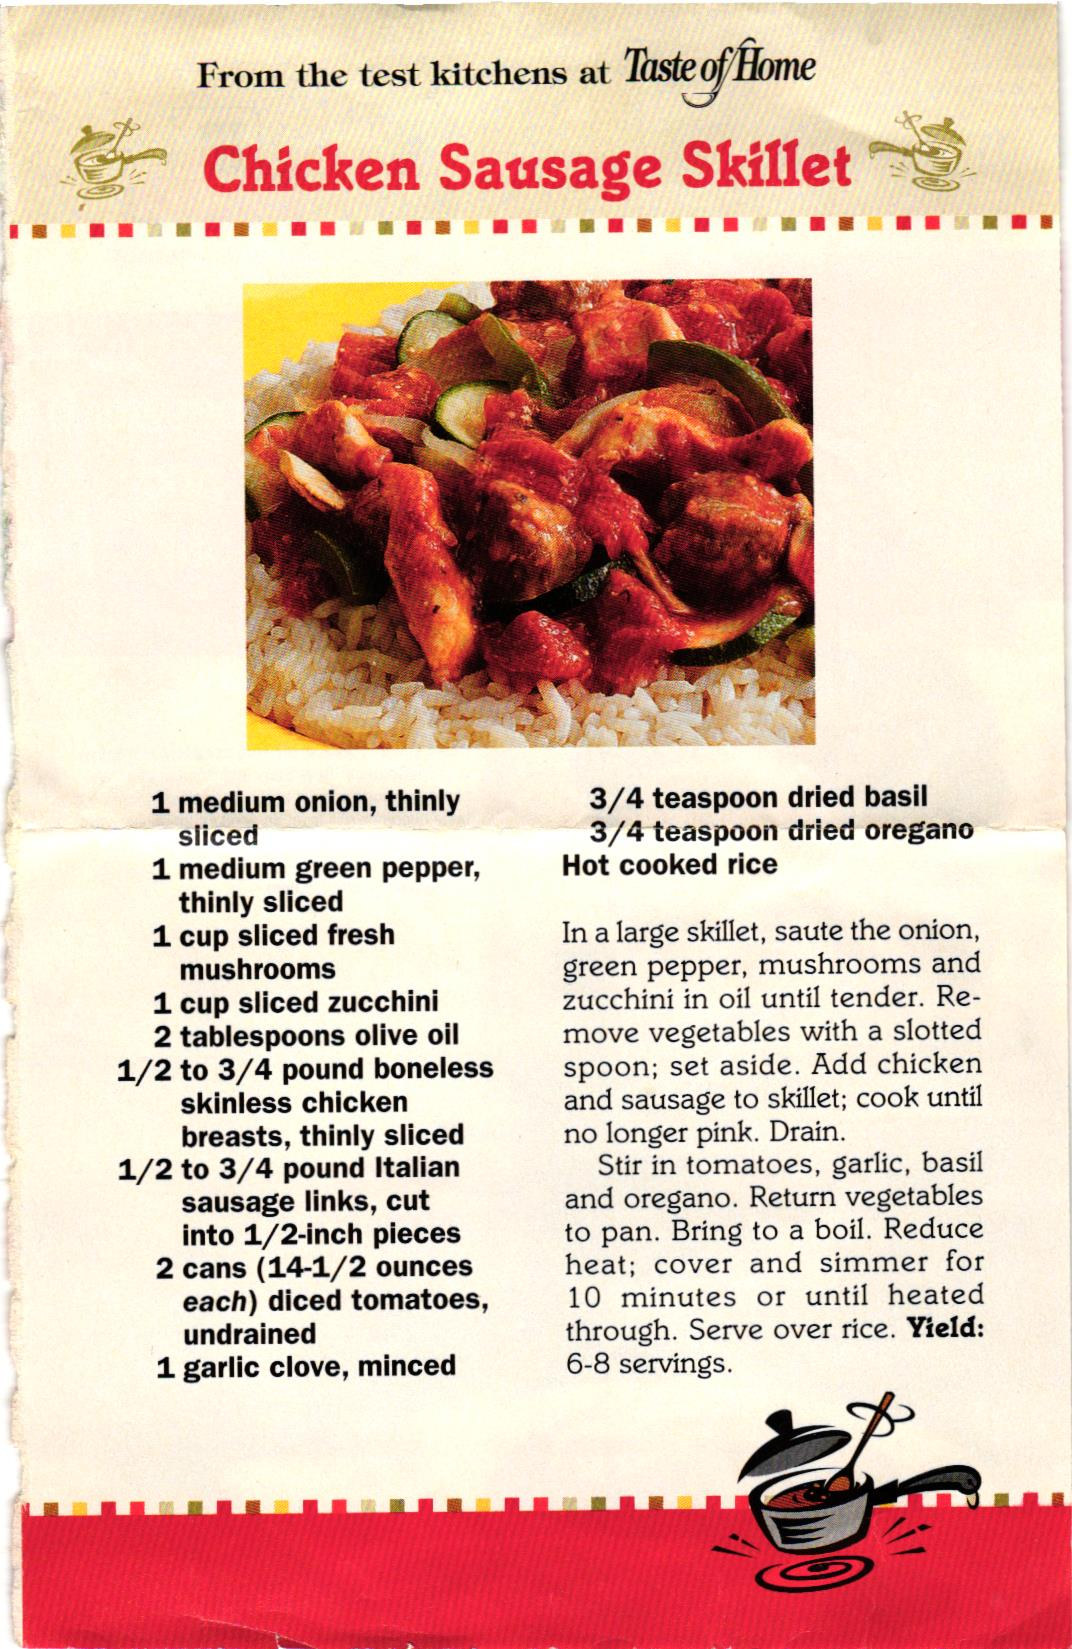 From the test kitchens at Taste of Home
Chicken Sausage Skillet
1 medium onion, thinly
sliced
1 medium green pepper,
thinly sliced
1 cup sliced fresh
mushrooms
1 cup sliced zucchini
2 tablespoons olive oil
1/2 to 3/4 pound boneless
skinless chicken
breasts, thinly sliced
1/2 to 3/4 pound Italian
sausage links, cut
into 1/2-inch pieces
2 cans (14-1/2 ounces
each) diced tomatoes,
undrained
1 garlic clove, minced
3/4 teaspoon dried basil
3/4 teaspoon dried oregano
Hot cooked rice
In a large skillet, saute the onion,
green pepper, mushrooms and
zucchini in oil until tender. Re-
move vegetables with a slotted
spoon; set aside. Add chicken
and sausage to skillet; cook until
no longer pink. Drain.
Stir in tomatoes, garlic, basil
and oregano. Return vegetables
to pan. Bring to a boil. Reduce
heat; cover and simmer for
10 minutes or until heated
through. Serve over rice. Yield:
6-8 servings.